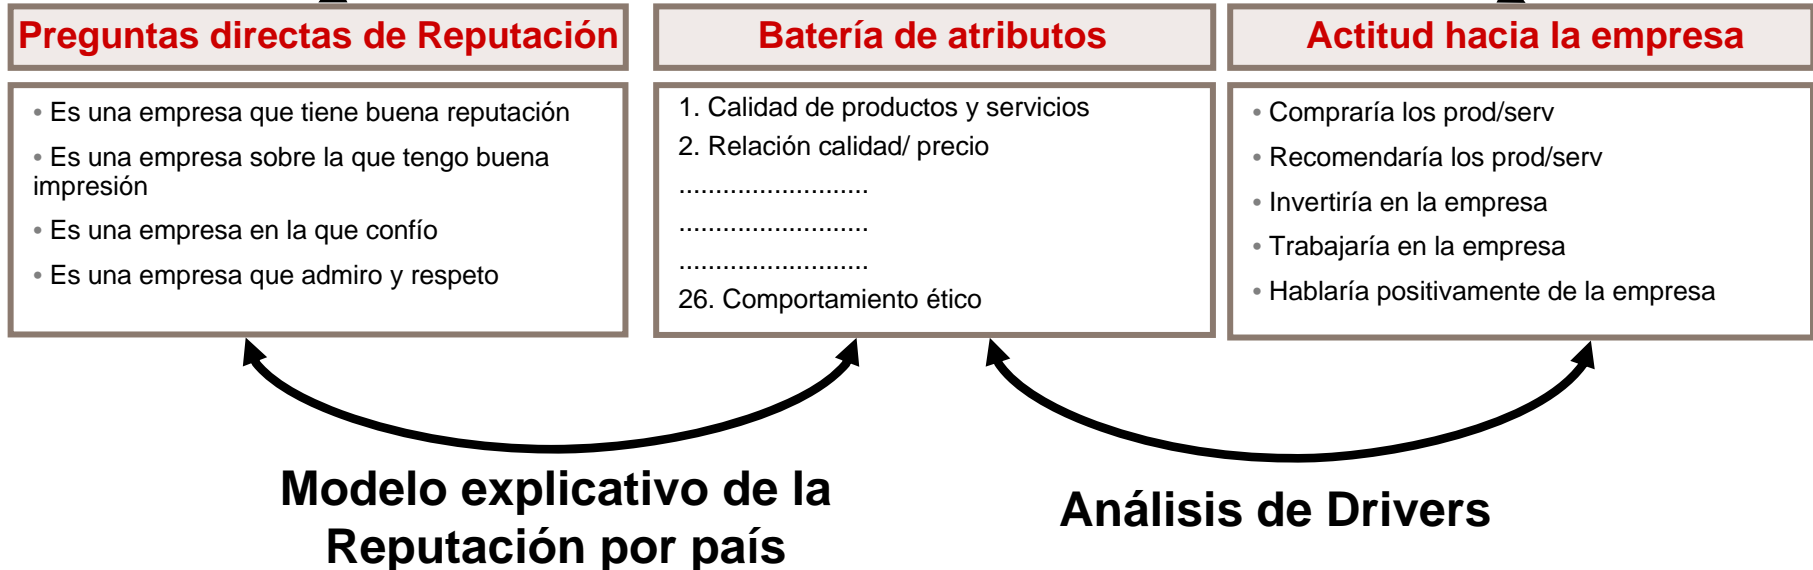 Preguntas directas de Reputación
• Es una empresa que tiene buena reputación
• Es una empresa sobre la que tengo buena
impresión
• Es una empresa en la que confío
• Es una empresa que admiro y respeto
Batería de atributos
1. Calidad de productos y servicios
2. Relación calidad/ precio
..........................
..........................
..........................
26. Comportamiento ético
Actitud hacia la empresa
• Compraría los prod/serv
• Recomendaría los prod/serv
• Invertiría en la empresa
• Trabajaría en la empresa
• Hablaría positivamente de la empresa
Modelo explicativo de la
Reputación por país
Análisis de Drivers